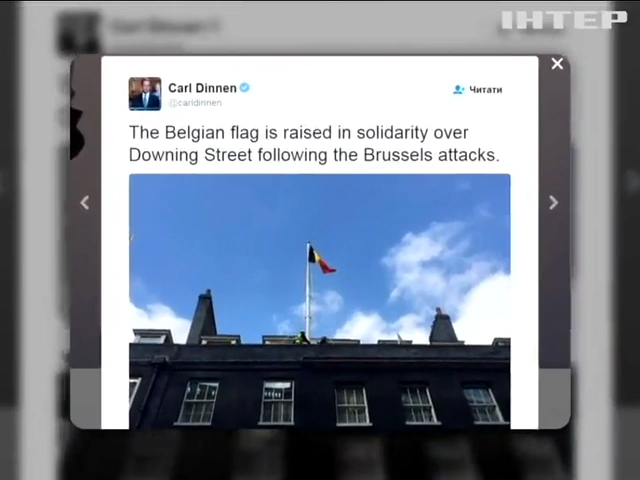 ІНТЕР
Carl Dinnen
@carldinnen
Читати
The Belgian flag is raised in solidarity over
Downing Street following the Brussels attacks.